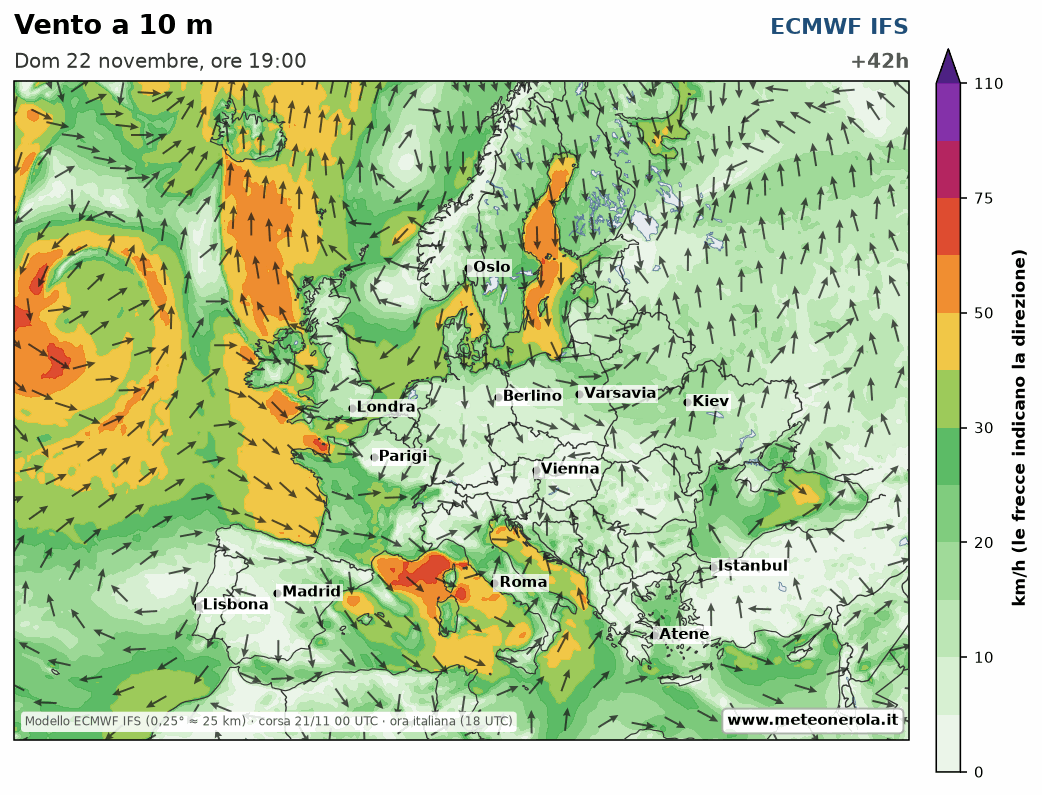 Vento a 10 m
ECMWF IFS
Dom 22 novembre, ore 19:00
+42h
Oslo
Londra
Berlino
Varsavia
Kiev
Parigi
Vienna
Roma
Istanbul
Madrid
Lisbona
Atene
Modello ECMWF IFS (0,25° ≈ 25 km) · corsa 21/11 00 UTC · ora italiana (18 UTC)
www.meteonerola.it
110
75
50
30
20
10
0
km/h (le frecce indicano la direzione)